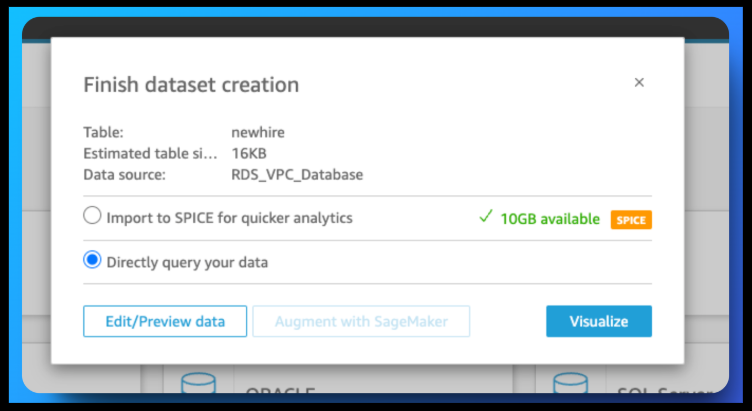 Finish dataset creation
×
Table: newhire
Estimated table si... 16KB
Data source: RDS_VPC_Database
Import to SPICE for quicker analytics ✓ 10GB available SPICE
Directly query your data
Edit/Preview data Augment with SageMaker Visualize
ORACLE SQL Server